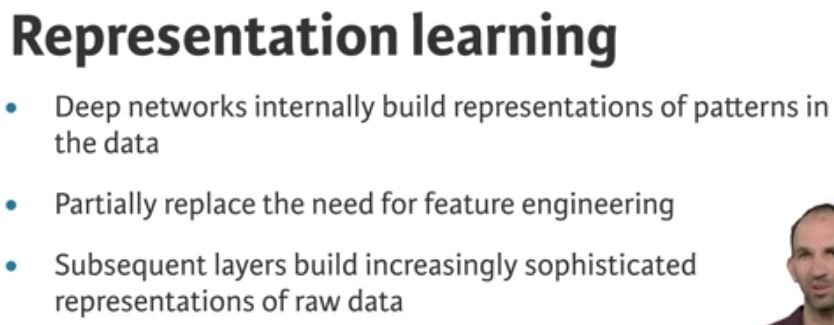 Representation learning
• Deep networks internally build representations of patterns in
the data
• Partially replace the need for feature engineering
• Subsequent layers build increasingly sophisticated
representations of raw data